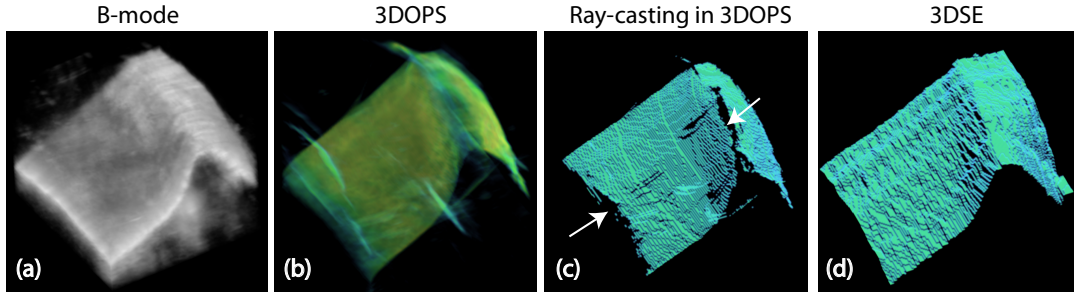 B-mode
3DOPS
Ray-casting in 3DOPS
3DSE
(a)
(b)
(c)
(d)